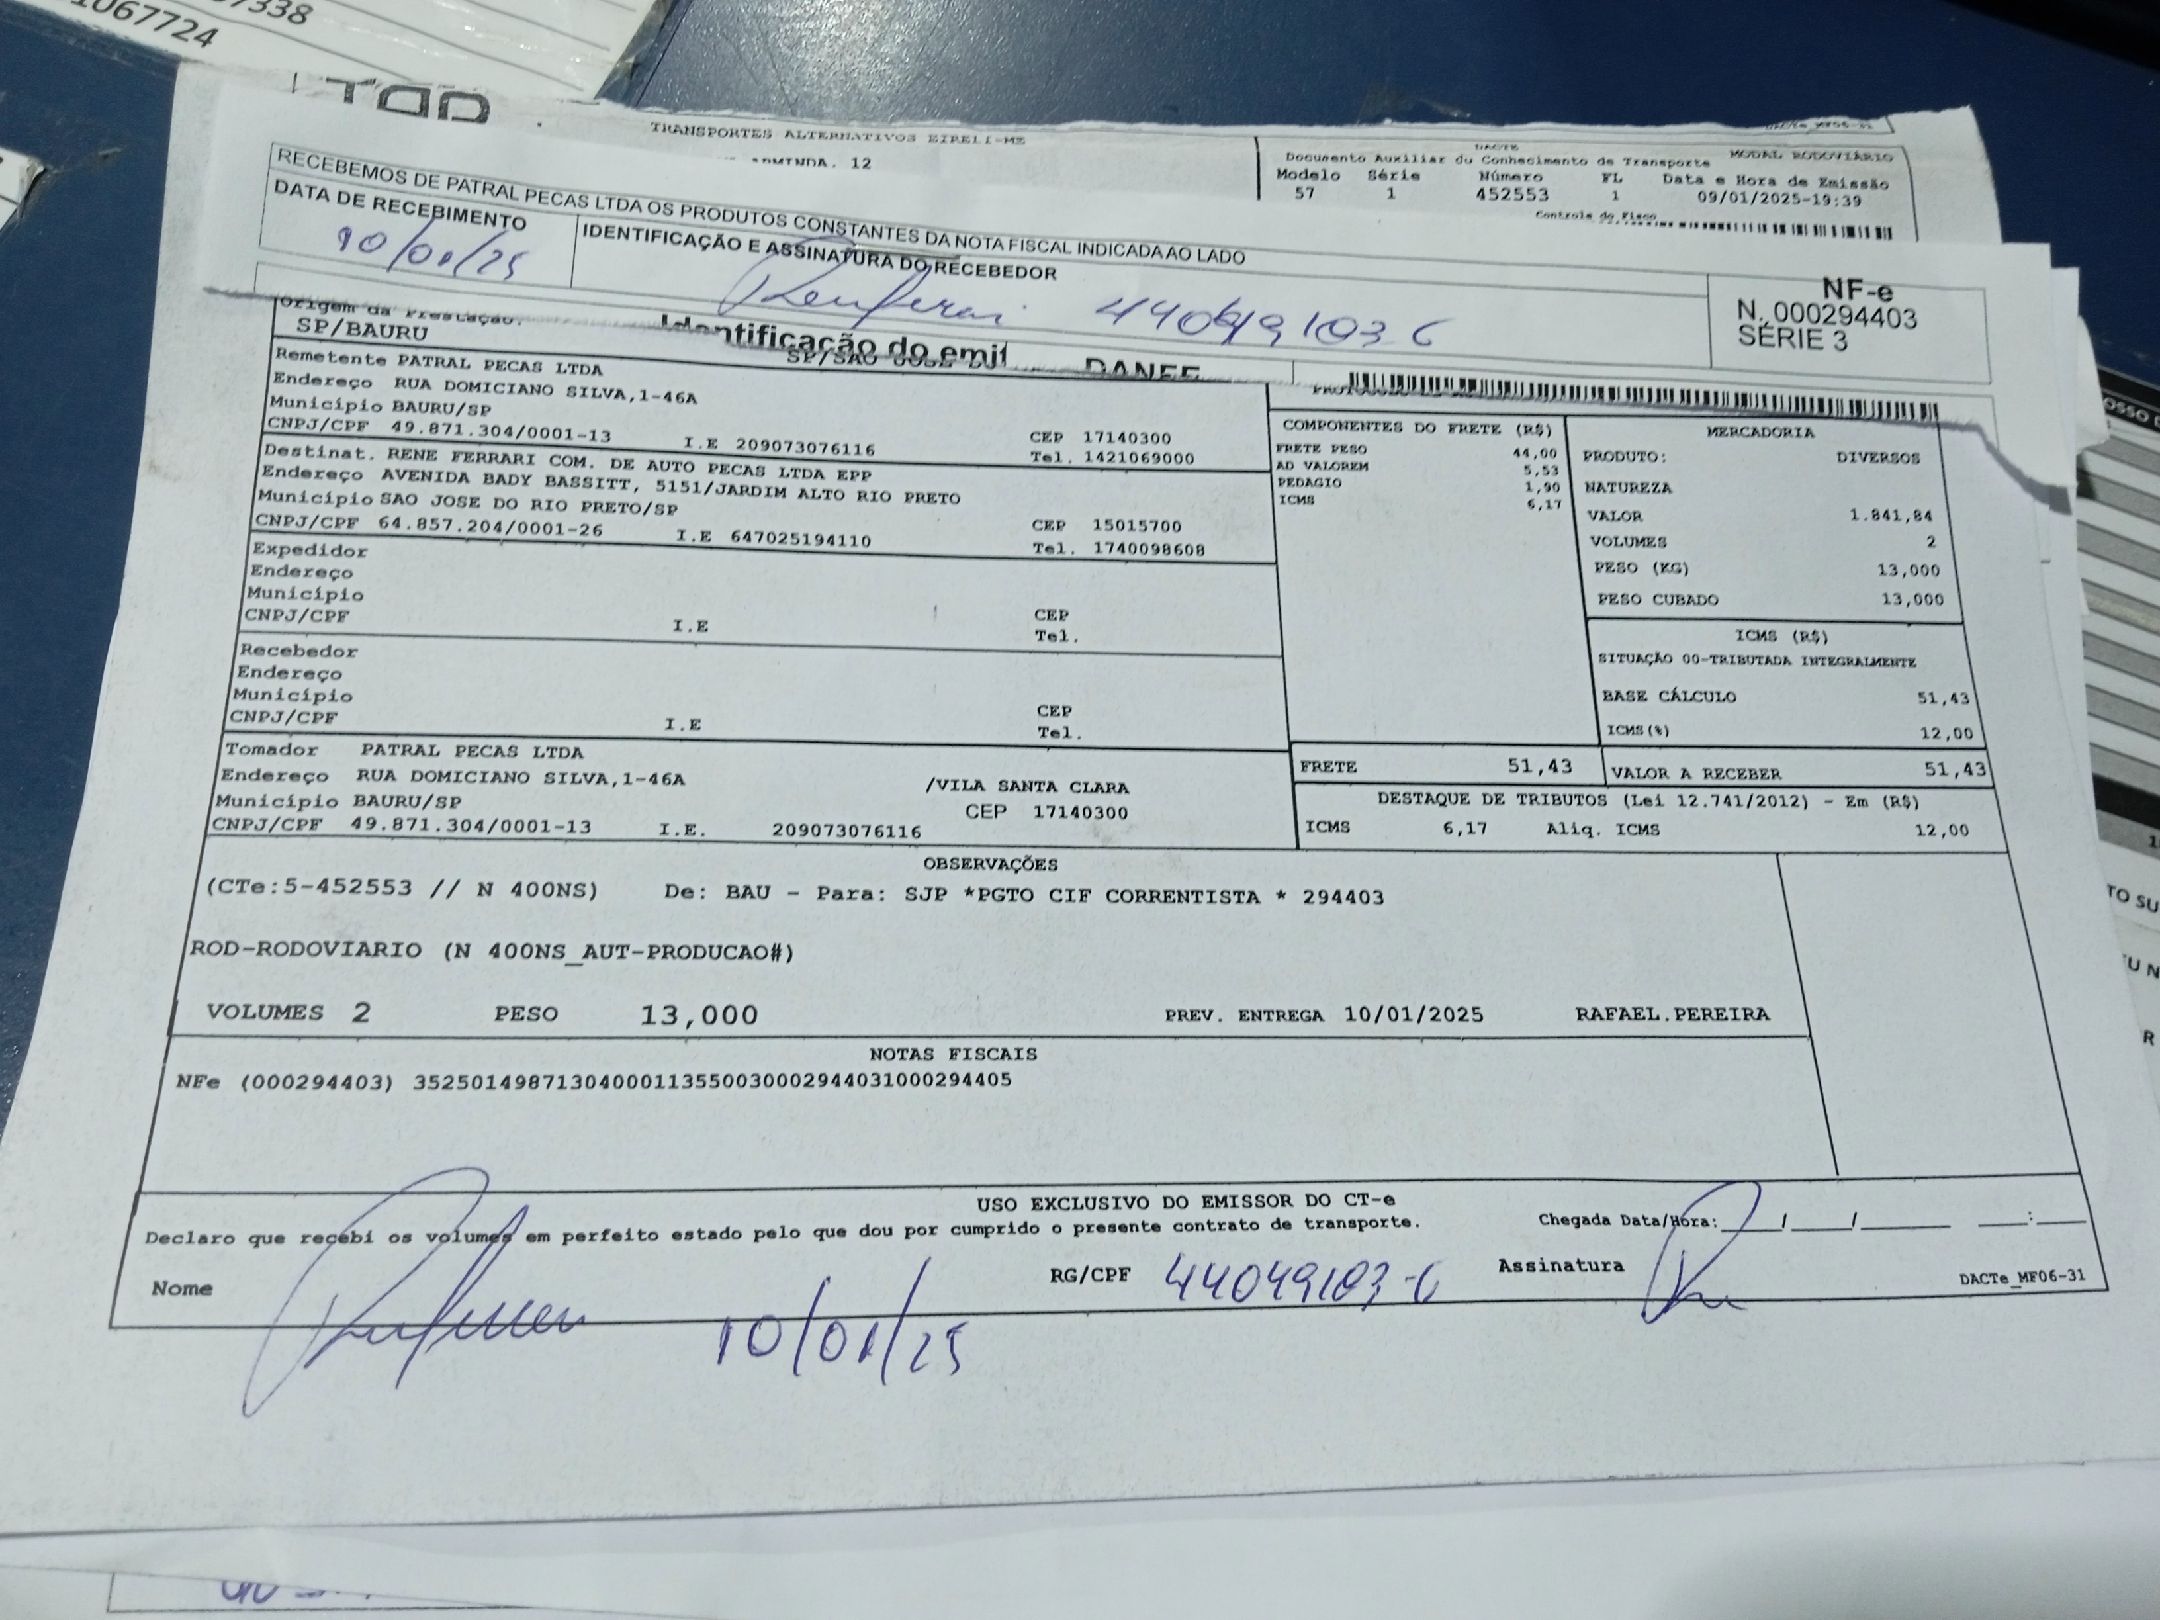 7338
1067724
TRANSPORTES ALTERNATIVOS EIRELI-ME
12
DACTE
Documento Auxiliar du Conhecimento de Transporte MODAL RODOVIÁRIO
Modelo Série Número FL Data e Hora de Emissão
57 1 452553 1 09/01/2025-19:39
Controle do Fisco
RECEBEMOS DE PATRAL PECAS LTDA OS PRODUTOS CONSTANTES DA NOTA FISCAL INDICADA AO LADO
DATA DE RECEBIMENTO IDENTIFICAÇÃO E ASSINATURA DO RECEBEDOR
10/01/25 44049103-6
NF-e
N. 000294403
SÉRIE 3
Origem da Prestação:
SP/BAURU
Identificação do emit
DANFE
Remetente PATRAL PECAS LTDA
Endereço RUA DOMICIANO SILVA,1-46A
Município BAURU/SP CEP 17140300
CNPJ/CPF 49.871.304/0001-13 I.E 209073076116 Tel. 1421069000
Destinat. RENE FERRARI COM. DE AUTO PECAS LTDA EPP
Endereço AVENIDA BADY BASSITT, 5151/JARDIM ALTO RIO PRETO
Município SAO JOSE DO RIO PRETO/SP CEP 15015700
CNPJ/CPF 64.857.204/0001-26 I.E 647025194110 Tel. 1740098608
Expedidor
Endereço
Município CEP
CNPJ/CPF I.E Tel.
Recebedor
Endereço
Município CEP
CNPJ/CPF I.E Tel.
Tomador PATRAL PECAS LTDA
Endereço RUA DOMICIANO SILVA,1-46A /VILA SANTA CLARA
Município BAURU/SP CEP 17140300
CNPJ/CPF 49.871.304/0001-13 I.E. 209073076116
COMPONENTES DO FRETE (R$)
FRETE PESO 44,00
AD VALOREM 5,53
PEDAGIO 1,90
ICMS 6,17
MERCADORIA
PRODUTO: DIVERSOS
NATUREZA
VALOR 1.841,84
VOLUMES 2
PESO (KG) 13,000
PESO CUBADO 13,000
ICMS (R$)
SITUAÇÃO 00-TRIBUTADA INTEGRALMENTE
BASE CÁLCULO 51,43
ICMS(%) 12,00
FRETE 51,43 VALOR A RECEBER 51,43
DESTAQUE DE TRIBUTOS (Lei 12.741/2012) - Em (R$)
ICMS 6,17 Aliq. ICMS 12,00
OBSERVAÇÕES
(CTe:5-452553 // N 400NS) De: BAU - Para: SJP *PGTO CIF CORRENTISTA * 294403
ROD-RODOVIARIO (N 400NS_AUT-PRODUCAO#)
VOLUMES 2 PESO 13,000 PREV. ENTREGA 10/01/2025 RAFAEL.PEREIRA
NOTAS FISCAIS
NFe (000294403) 35250149871304000113550030002944031000294405
USO EXCLUSIVO DO EMISSOR DO CT-e
Declaro que recebi os volumes em perfeito estado pelo que dou por cumprido o presente contrato de transporte. Chegada Data/Hora:___/___/______ ___:___
Nome RG/CPF 44049103-6 Assinatura
DACTe_MF06-31
10/01/25